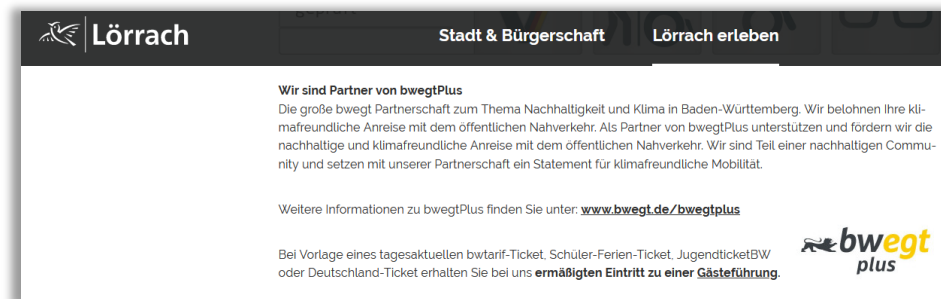 geprüft
Lörrach
Stadt & Bürgerschaft
Lörrach erleben
Wir sind Partner von bwegtPlus
Die große bwegt Partnerschaft zum Thema Nachhaltigkeit und Klima in Baden-Württemberg. Wir belohnen Ihre kli-
mafreundliche Anreise mit dem öffentlichen Nahverkehr. Als Partner von bwegtPlus unterstützen und fördern wir die
nachhaltige und klimafreundliche Anreise mit dem öffentlichen Nahverkehr. Wir sind Teil einer nachhaltigen Commu-
nity und setzen mit unserer Partnerschaft ein Statement für klimafreundliche Mobilität.
Weitere Informationen zu bwegtPlus finden Sie unter: www.bwegt.de/bwegtplus
Bei Vorlage eines tagesaktuellen bwtarif-Ticket, Schüler-Ferien-Ticket, JugendticketBW
oder Deutschland-Ticket erhalten Sie bei uns ermäßigten Eintritt zu einer Gästeführung.
bwegt
plus